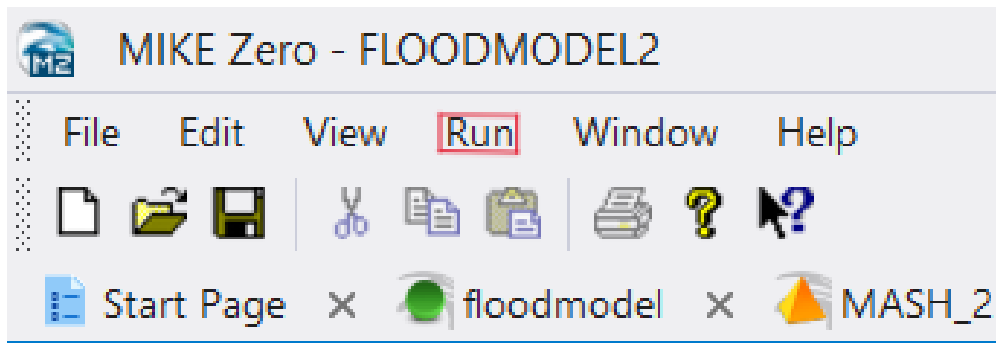 MIKE Zero - FLOODMODEL2
File Edit View Run Window Help
Start Page floodmodel MASH_2